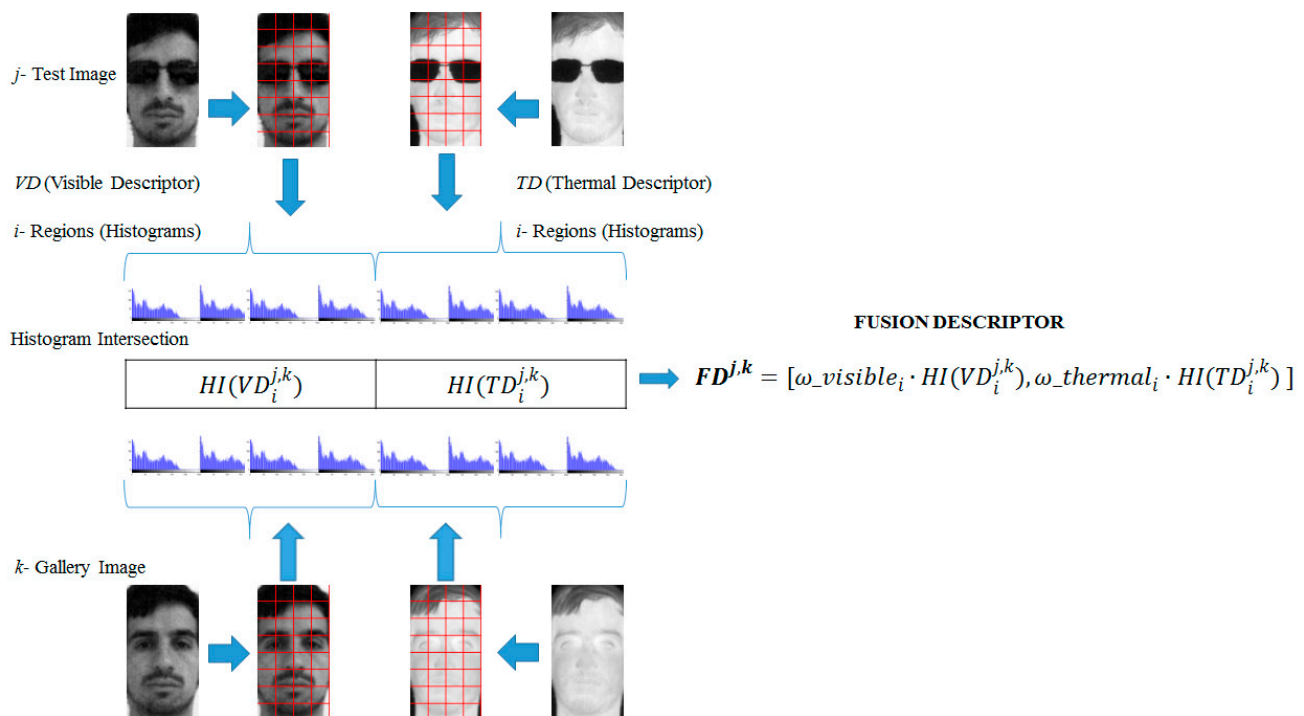 j- Test Image
VD (Visible Descriptor)
TD (Thermal Descriptor)
i- Regions (Histograms)
i- Regions (Histograms)
Histogram Intersection
HI(VD_i^{j,k})
HI(TD_i^{j,k})
FUSION DESCRIPTOR
FD^{j,k} = [ω_visible_i · HI(VD_i^{j,k}), ω_thermal_i · HI(TD_i^{j,k}) ]
k- Gallery Image